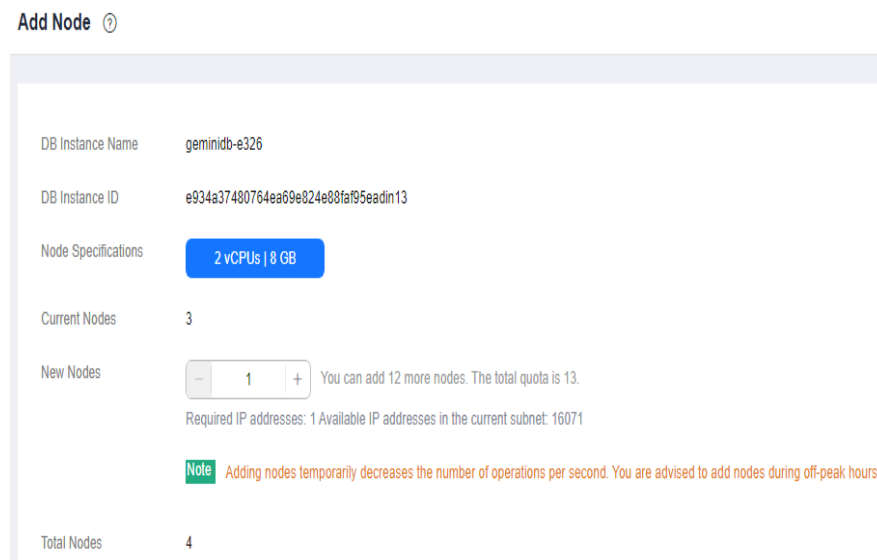 Add Node ?
DB Instance Name geminidb-e326
DB Instance ID e934a37480764ea69e824e88faf95eadin13
Node Specifications 2 vCPUs | 8 GB
Current Nodes 3
New Nodes − 1 + You can add 12 more nodes. The total quota is 13.
Required IP addresses: 1 Available IP addresses in the current subnet: 16071
Note Adding nodes temporarily decreases the number of operations per second. You are advised to add nodes during off-peak hours
Total Nodes 4